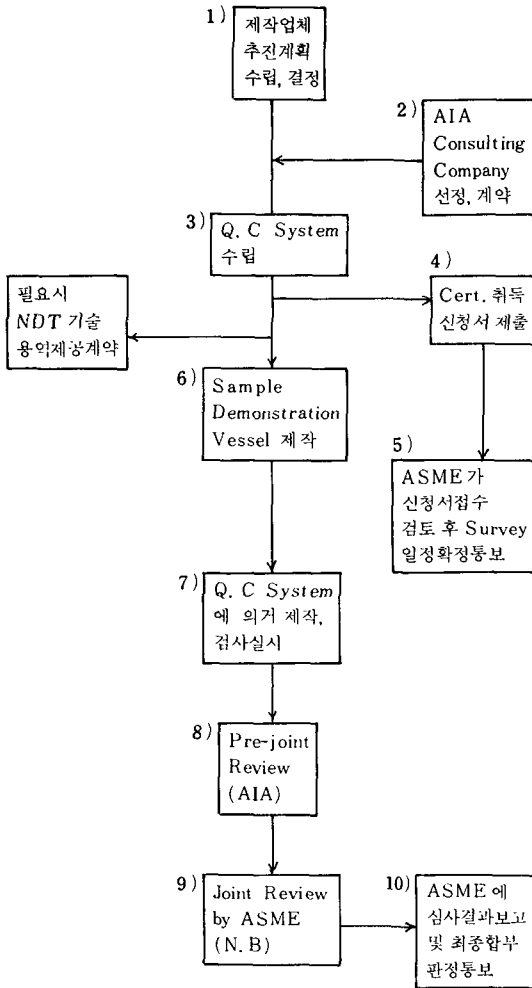 1)
제작업체
추진계획
수립, 결정
2)
AIA
Consulting
Company
선정, 계약
3)
Q. C System
수립
4)
Cert. 취득
신청서 제출
필요시
NDT 기술
용역제공계약
5)
ASME가
신청서접수
검토 후 Survey
일정확정통보
6)
Sample
Demonstration
Vessel 제작
7)
Q. C System
에 의거 제작,
검사실시
8)
Pre-joint
Review
(AIA)
9)
Joint Review
by ASME
(N. B)
10)
ASME에
심사결과보고
및 최종합부
판정통보